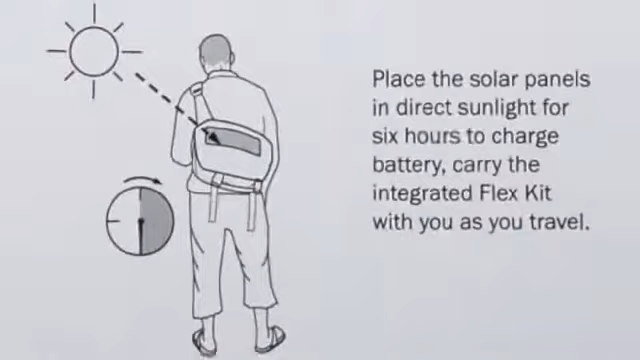 Place the solar panels
in direct sunlight for
six hours to charge
battery, carry the
integrated Flex Kit
with you as you travel.